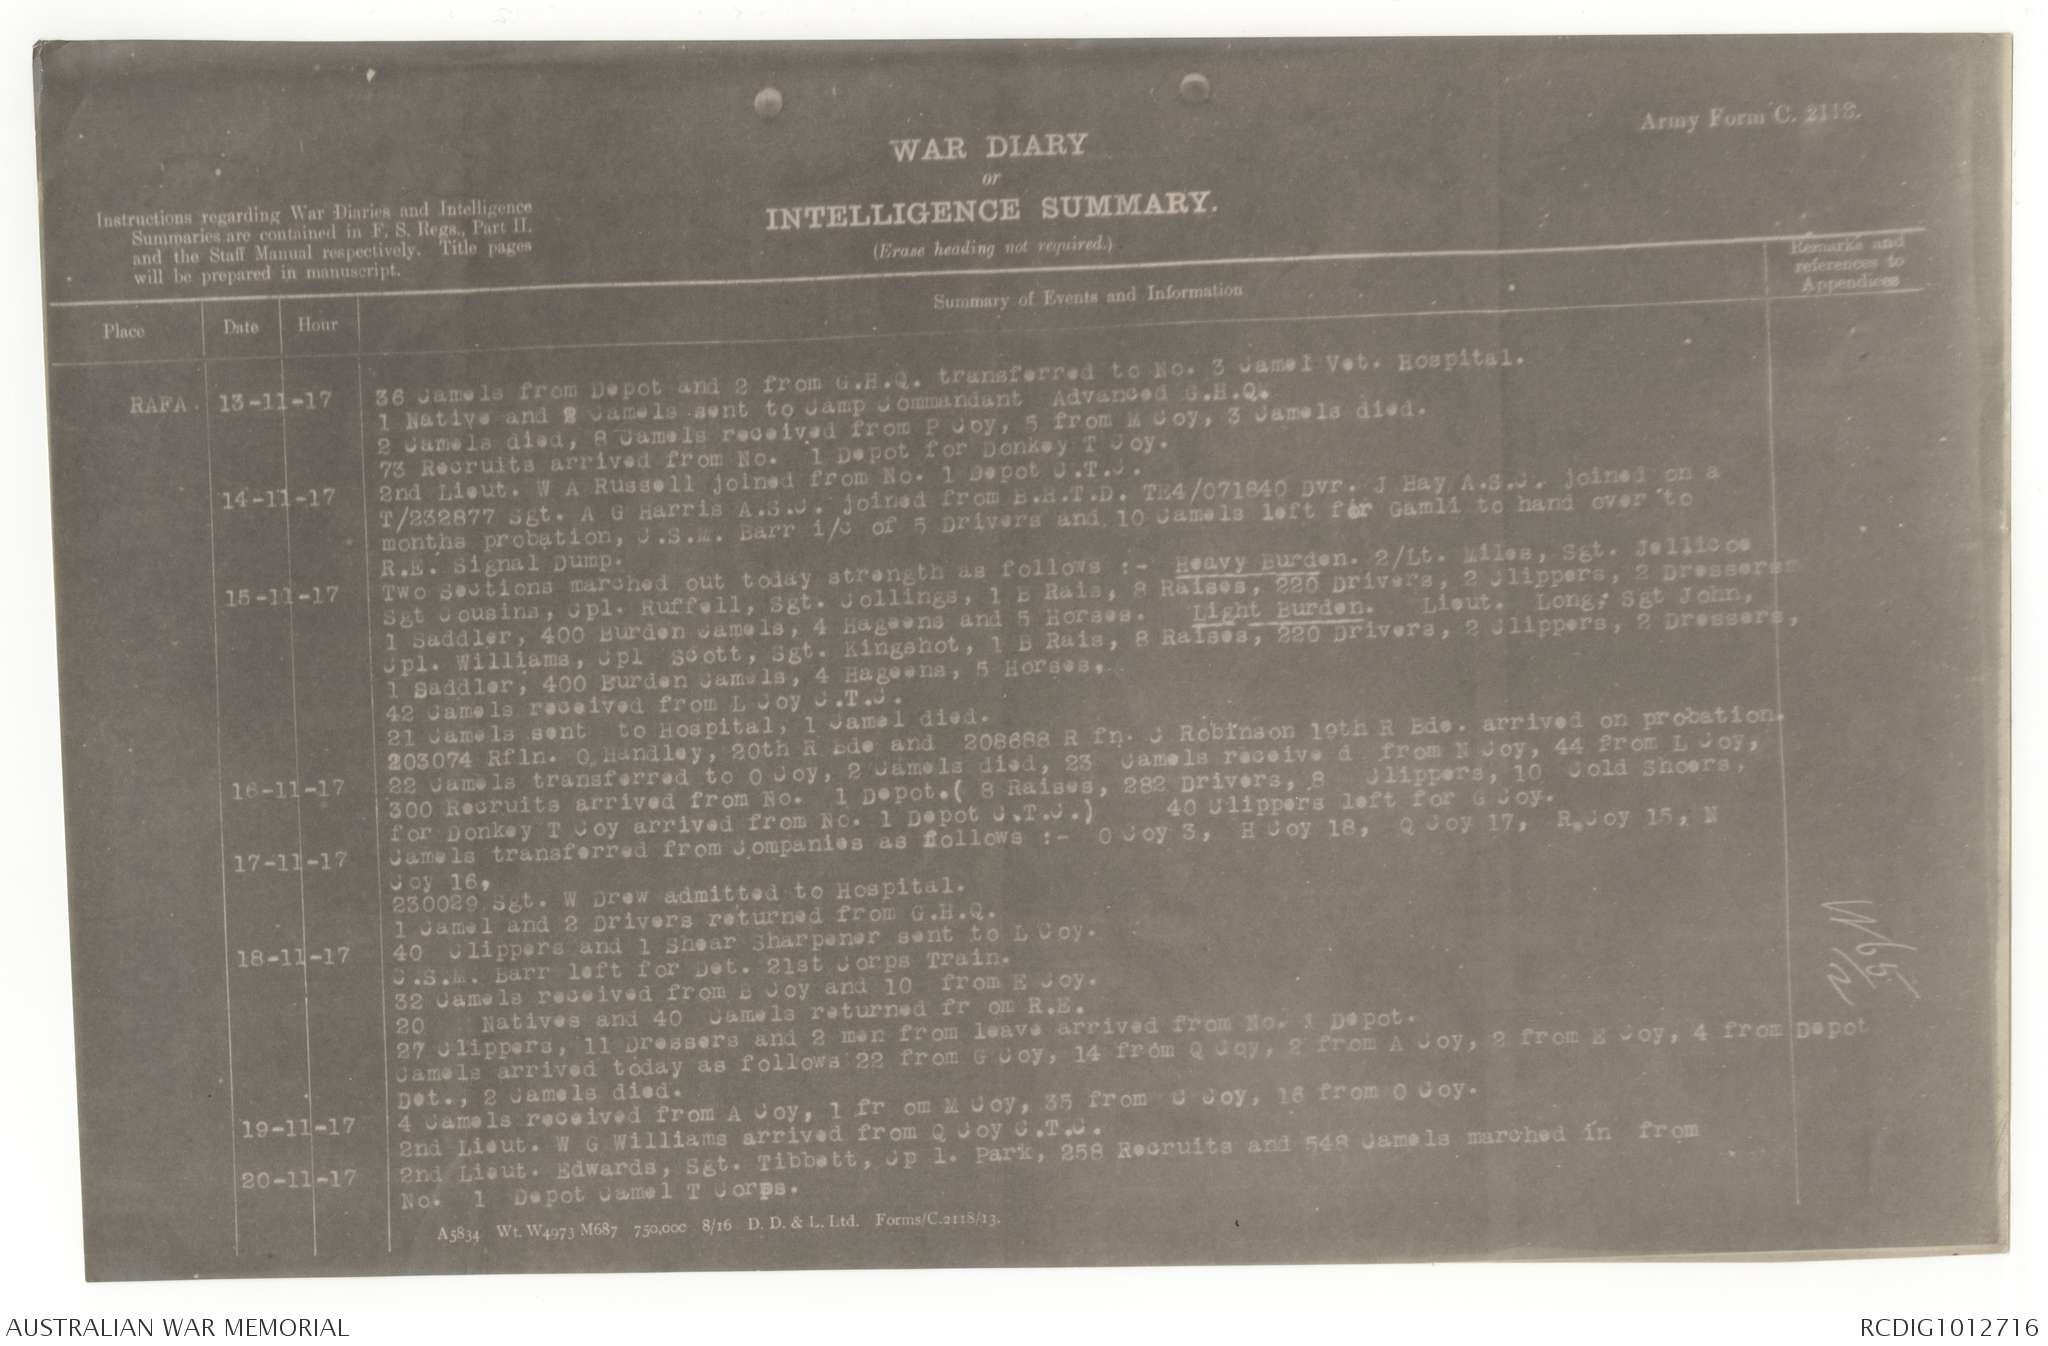 Army Form C. 2118.
WAR DIARY
or
INTELLIGENCE SUMMARY.
(Erase heading not required.)
Instructions regarding War Diaries and Intelligence
Summaries are contained in F. S. Regs., Part II.
and the Staff Manual respectively. Title pages
will be prepared in manuscript.
Place Date Hour Summary of Events and Information Remarks and
references to
Appendices
RAFA. 13-11-17 36 Camels from Depot and 2 from G.H.Q. transferred to No. 3 Camel Vet. Hospital.
1 Native and 2 Camels sent to Camp Commandant Advanced G.H.Q.
2 Camels died, 8 Camels received from P Coy, 5 from M Coy, 3 Camels died.
73 Recruits arrived from No. 1 Depot for Donkey T Coy.
14-11-17 2nd Lieut. W A Russell joined from No. 1 Depot C.T.C.
T/232877 Sgt. A G Harris A.S.C. joined from B.H.T.D. TE4/071840 Dvr. J Hay A.S.C. joined on a
months probation, C.S.M. Barr i/c of 5 Drivers and 10 Camels left for Gamli to hand over to
R.E. Signal Dump.
15-11-17 Two Sections marched out today strength as follows :- Heavy Burden. 2/Lt. Miles, Sgt. Jellicoe
Sgt Cousins, Cpl. Ruffell, Sgt. Collings, 1 B Rais, 8 Raises, 220 Drivers, 2 Clippers, 2 Dressers
1 Saddler, 400 Burden Camels, 4 Hageens and 5 Horses. Light Burden. Lieut. Long, Sgt John,
Cpl. Williams, Cpl Scott, Sgt. Kingshot, 1 B Rais, 8 Raises, 220 Drivers, 2 Clippers, 2 Dressers,
1 Saddler, 400 Burden Camels, 4 Hageens, 5 Horses.
42 Camels received from L Coy C.T.C.
21 Camels sent to Hospital, 1 Camel died.
203074 Rfln. O Handley, 20th R Bde and 208688 R fn. C Robinson 19th R Bde. arrived on probation.
16-11-17 22 Camels transferred to O Coy, 2 Camels died, 23 Camels receive d from N Coy, 44 from L Coy,
300 Recruits arrived from No. 1 Depot.( 8 Raises, 282 Drivers, 8 Clippers, 10 Cold Shoers,
for Donkey T Coy arrived from No. 1 Depot C.T.C.) 40 Clippers left for G Coy.
17-11-17 Camels transferred from Companies as follows :- O Coy 3, H Coy 18, Q Coy 17, R Coy 15, N
Coy 16,
230029 Sgt. W Drew admitted to Hospital.
1 Camel and 2 Drivers returned from G.H.Q.
18-11-17 40 Clippers and 1 Shear Sharpener sent to L Coy.
C.S.M. Barr left for Det. 21st Corps Train.
32 Camels received from B Coy and 10 from E Coy.
20 Natives and 40 Camels returned fr om R.E.
27 Clippers, 11 Dressers and 2 men from leave arrived from No. 1 Depot.
Camels arrived today as follows 22 from G Coy, 14 from Q Coy, 2 from A Coy, 2 from E Coy, 4 from Depot
Det., 2 Camels died.
19-11-17 4 Camels received from A Coy, 1 fr om M Coy, 35 from C Coy, 16 from O Coy.
2nd Lieut. W G Williams arrived from Q Coy C.T.C.
20-11-17 2nd Lieut. Edwards, Sgt. Tibbett, Cp l. Park, 258 Recruits and 548 Camels marched in from
No. 1 Depot Camel T Corps.
A5834 Wt. W4973 M687 750,000 8/16 D. D. & L. Ltd. Forms/C.2118/13.
AUSTRALIAN WAR MEMORIAL
RCDIG1012716